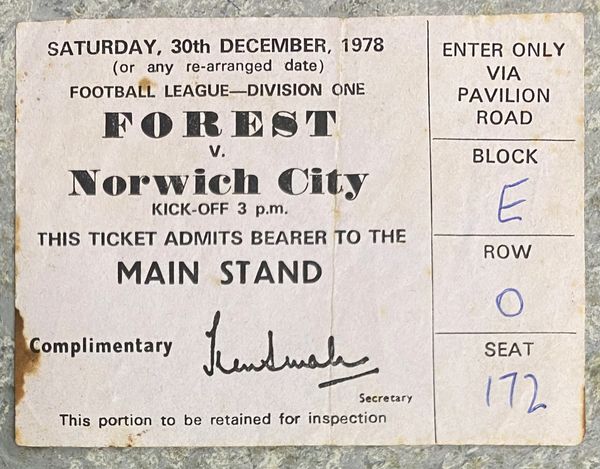 SATURDAY, 30th DECEMBER, 1978
(or any re-arranged date)
FOOTBALL LEAGUE—DIVISION ONE
FOREST
v.
Norwich City
KICK-OFF 3 p.m.
THIS TICKET ADMITS BEARER TO THE
MAIN STAND
Complimentary
Secretary
This portion to be retained for inspection
ENTER ONLY
VIA
PAVILION
ROAD
BLOCK
E
ROW
O
SEAT
172